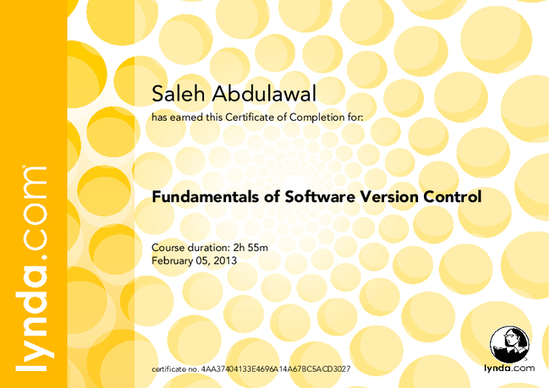 lynda.com
Saleh Abdulawal
has earned this Certificate of Completion for:
Fundamentals of Software Version Control
Course duration: 2h 55m
February 05, 2013
certificate no. 4AA37404133E4696A14A67BC5ACD3027
lynda.com